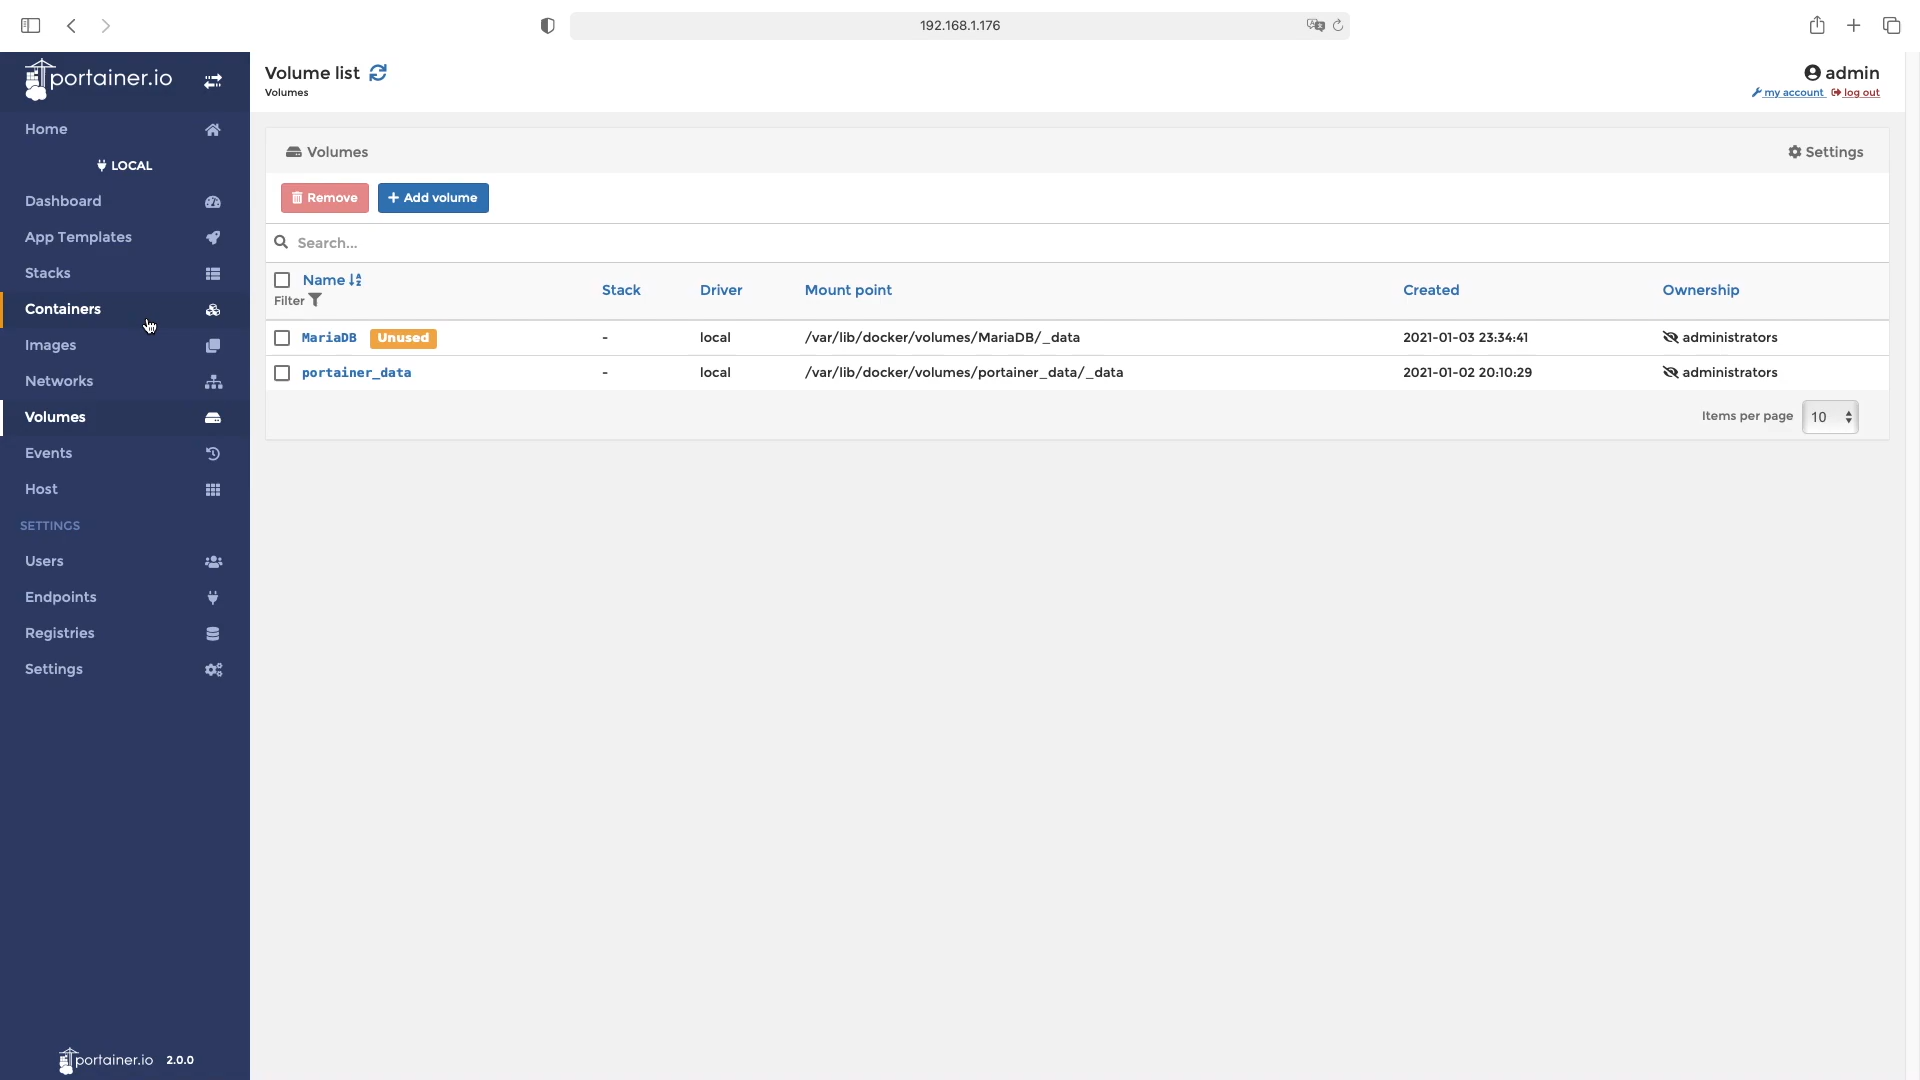 192.168.1.176
portainer.io
Home
LOCAL
Dashboard
App Templates
Stacks
Containers
Images
Networks
Volumes
Events
Host
SETTINGS
Users
Endpoints
Registries
Settings
portainer.io 2.0.0
Volume list
Volumes
admin
my account log out
Volumes Settings
Remove Add volume
Search...
Name Stack Driver Mount point Created Ownership
Filter
MariaDB Unused - local /var/lib/docker/volumes/MariaDB/_data 2021-01-03 23:34:41 administrators
portainer_data - local /var/lib/docker/volumes/portainer_data/_data 2021-01-02 20:10:29 administrators
Items per page 10